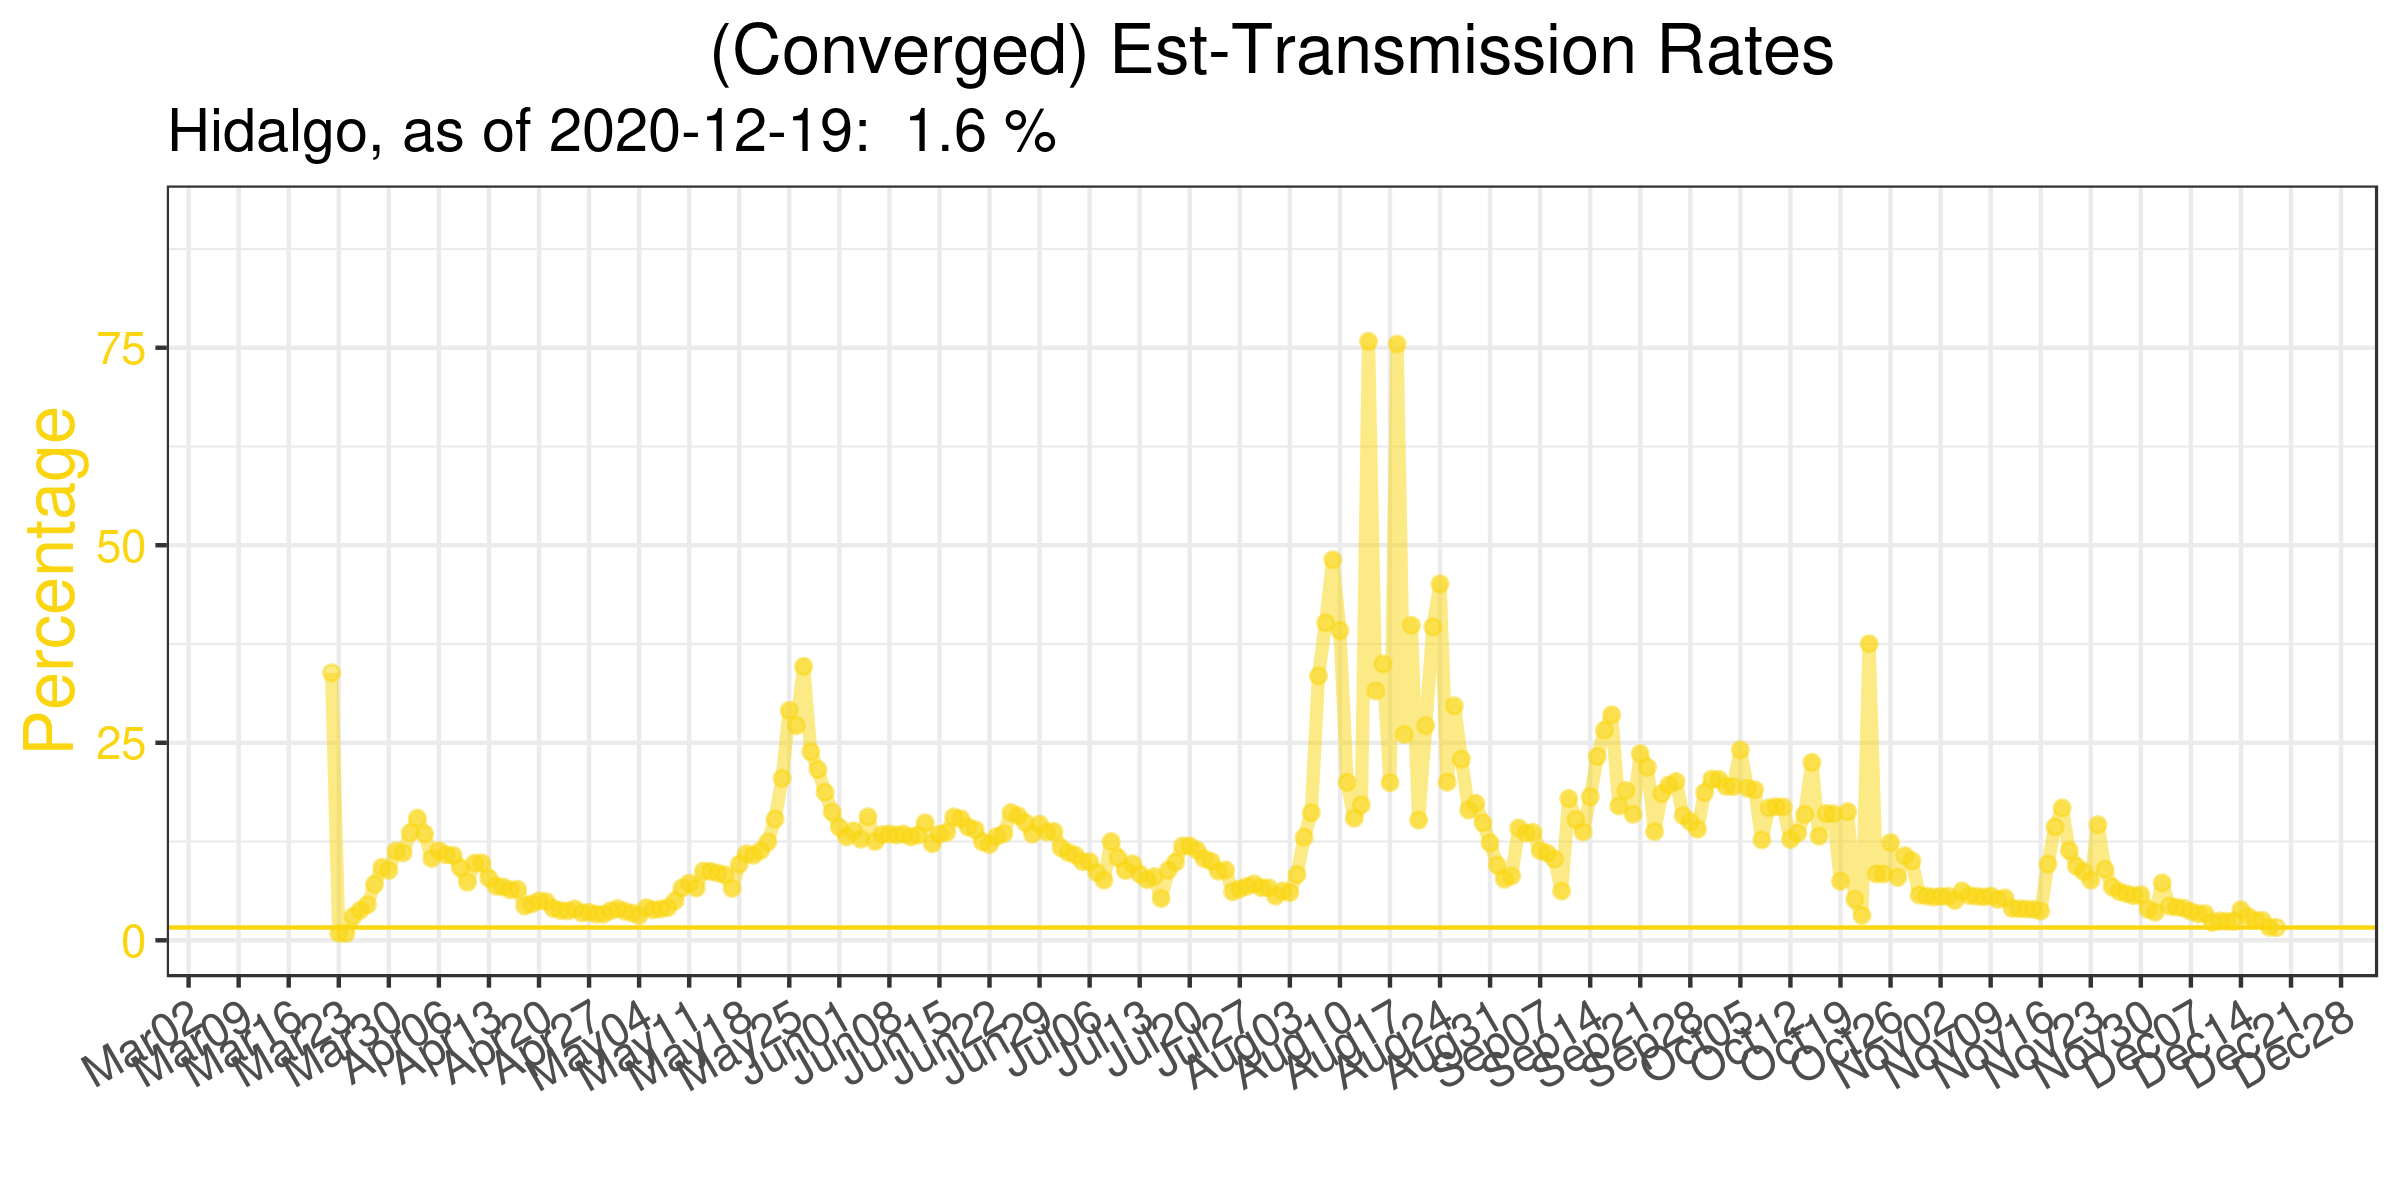 (Converged) Est-Transmission Rates
Hidalgo, as of 2020-12-19:  1.6 %
Percentage
75
50
25
0
Mar02
Mar09
Mar16
Mar23
Mar30
Apr06
Apr13
Apr20
Apr27
May04
May11
May18
May25
Jun01
Jun08
Jun15
Jun22
Jun29
Jul06
Jul13
Jul20
Jul27
Aug03
Aug10
Aug17
Aug24
Aug31
Sep07
Sep14
Sep21
Sep28
Oct05
Oct12
Oct19
Oct26
Nov02
Nov09
Nov16
Nov23
Nov30
Dec07
Dec14
Dec21
Dec28